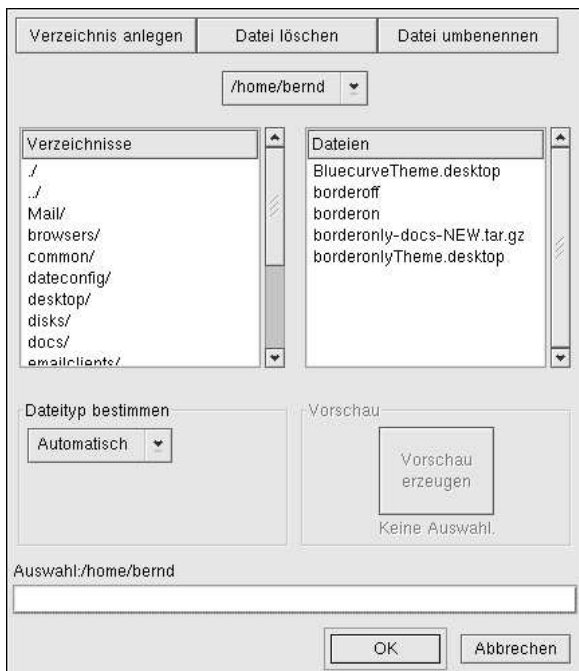 Verzeichnis anlegen
Datei löschen
Datei umbenennen
/home/bernd
Verzeichnisse
./
../
Mail/
browsers/
common/
dateconfig/
desktop/
disks/
docs/
emailclients/
Dateien
BluecurveTheme.desktop
borderoff
borderon
borderonly-docs-NEW.tar.gz
borderonlyTheme.desktop
Dateityp bestimmen
Automatisch
Vorschau
Vorschau
erzeugen
Keine Auswahl.
Auswahl:/home/bernd
OK
Abbrechen